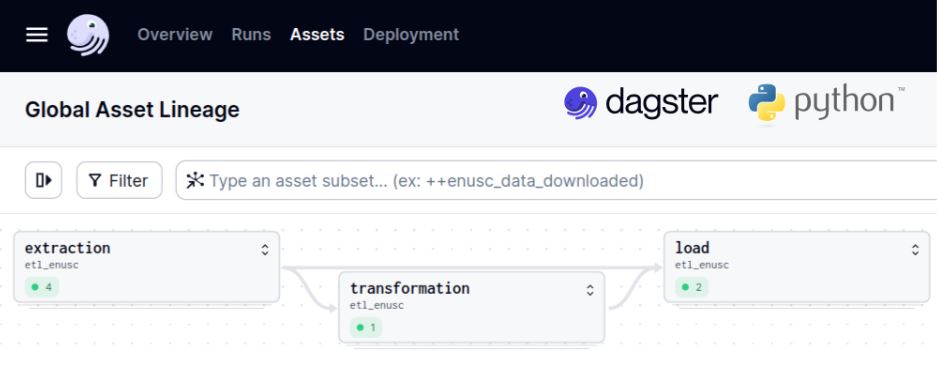 Overview Runs Assets Deployment
Global Asset Lineage
dagster
python™
Filter
Type an asset subset... (ex: ++enusc_data_downloaded)
extraction
etl_enusc
4
transformation
etl_enusc
1
load
etl_enusc
2